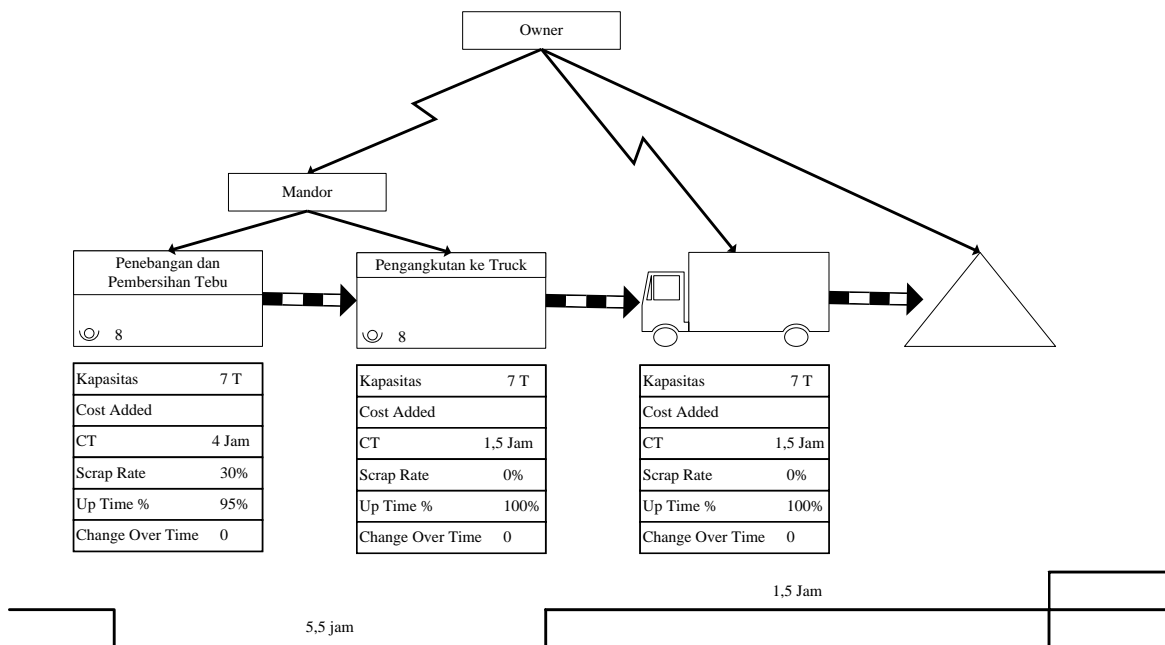 Owner
Mandor
Penebangan dan
Pembersihan Tebu
8
Pengangkutan ke Truck
8
Kapasitas 7 T
Cost Added
CT 4 Jam
Scrap Rate 30%
Up Time % 95%
Change Over Time 0
Kapasitas 7 T
Cost Added
CT 1,5 Jam
Scrap Rate 0%
Up Time % 100%
Change Over Time 0
Kapasitas 7 T
Cost Added
CT 1,5 Jam
Scrap Rate 0%
Up Time % 100%
Change Over Time 0
1,5 Jam
5,5 jam